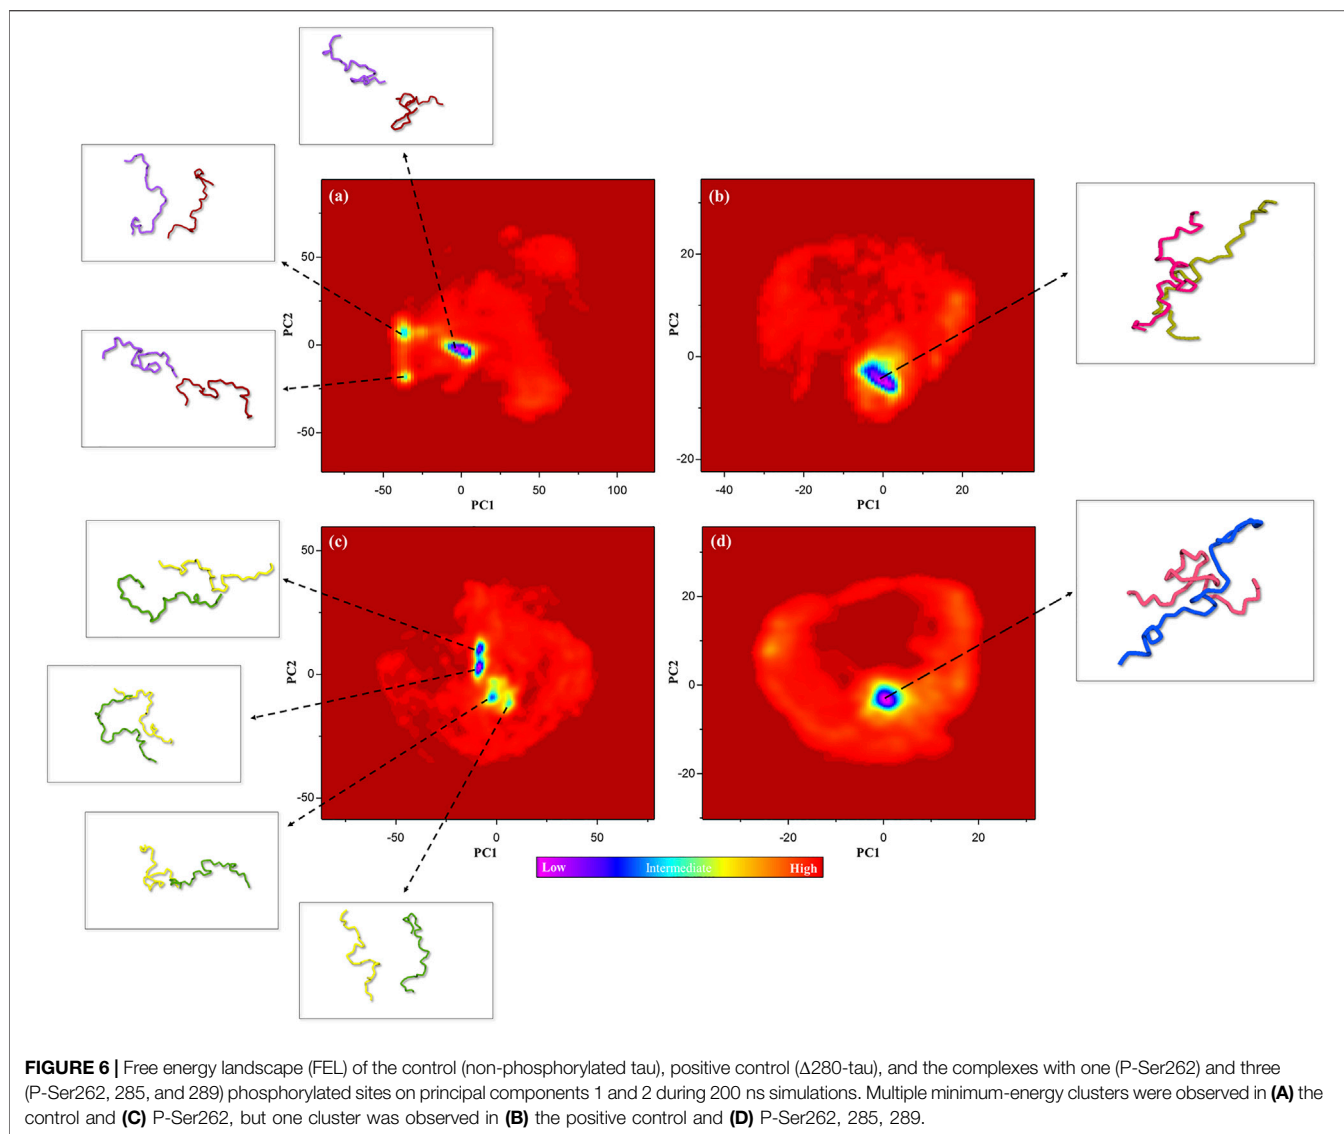 (a)
50
0
-50
PC2
-50
0
50
100
PC1
(b)
20
0
-20
PC2
-40
-20
0
20
PC1
(c)
50
0
-50
PC2
-50
0
50
PC1
(d)
20
0
-20
PC2
-20
0
20
PC1
Low Intermediate High
FIGURE 6 | Free energy landscape (FEL) of the control (non-phosphorylated tau), positive control (Δ280-tau), and the complexes with one (P-Ser262) and three
(P-Ser262, 285, and 289) phosphorylated sites on principal components 1 and 2 during 200 ns simulations. Multiple minimum-energy clusters were observed in (A) the
control and (C) P-Ser262, but one cluster was observed in (B) the positive control and (D) P-Ser262, 285, 289.